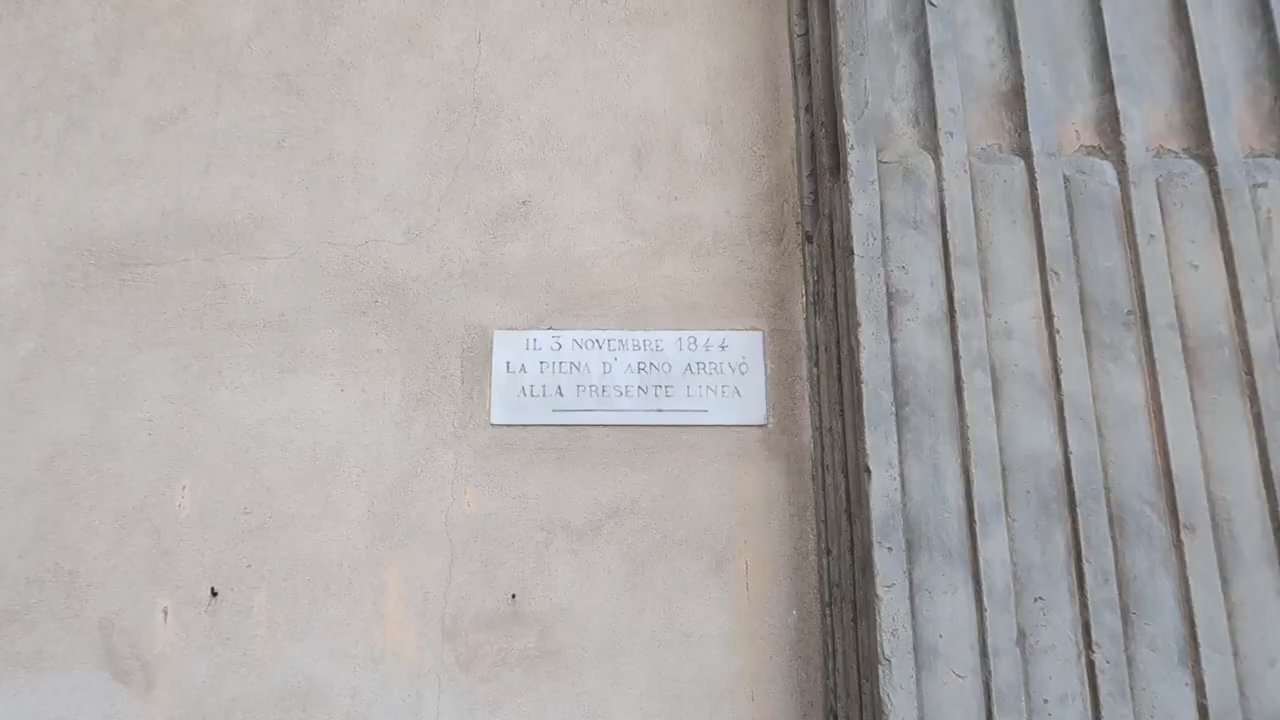 IL 3 NOVEMBRE 1844
LA PIENA D'ARNO ARRIVÒ
ALLA PRESENTE LINEA